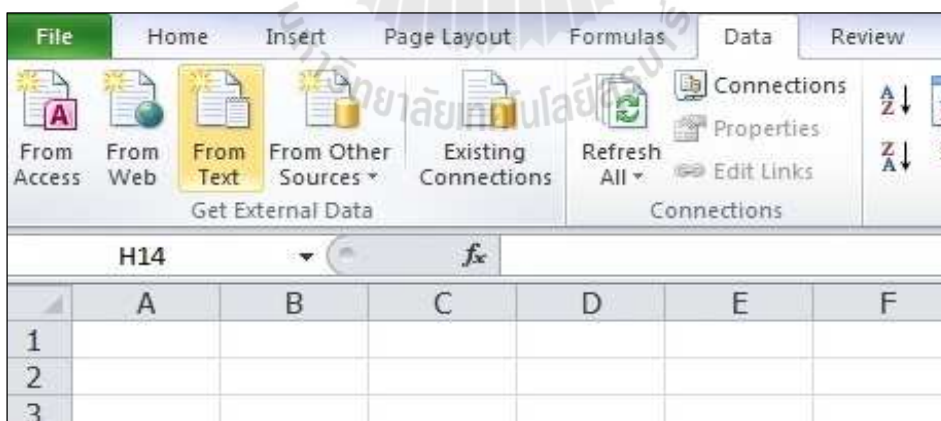 File Home Insert Page Layout Formulas Data Review
From Access From Web From Text From Other Sources Existing Connections Refresh All Connections
Properties
Edit Links
Get External Data Connections
H14 fx
A B C D E F
1
2
3